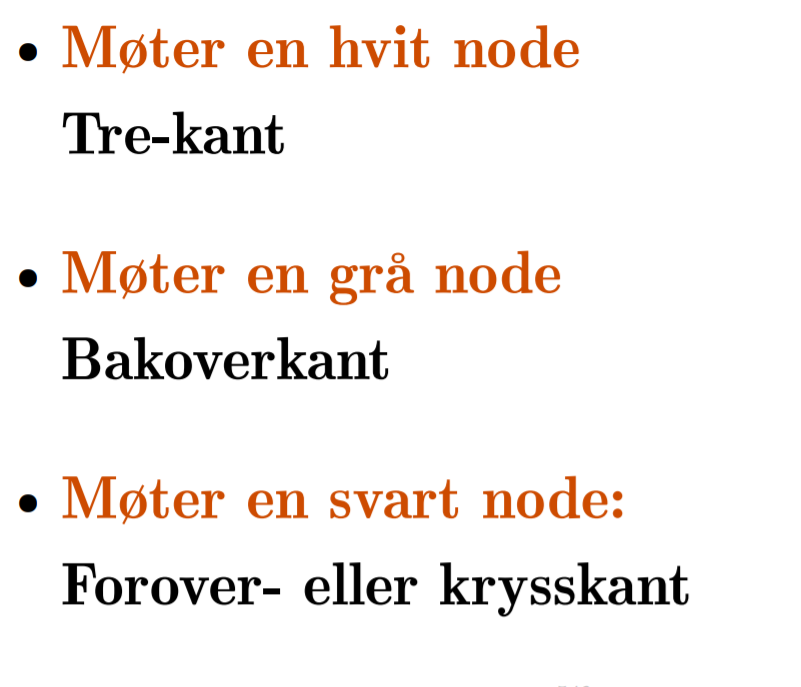 • Møter en hvit node
Tre-kant
• Møter en grå node
Bakoverkant
• Møter en svart node:
Forover- eller krysskant